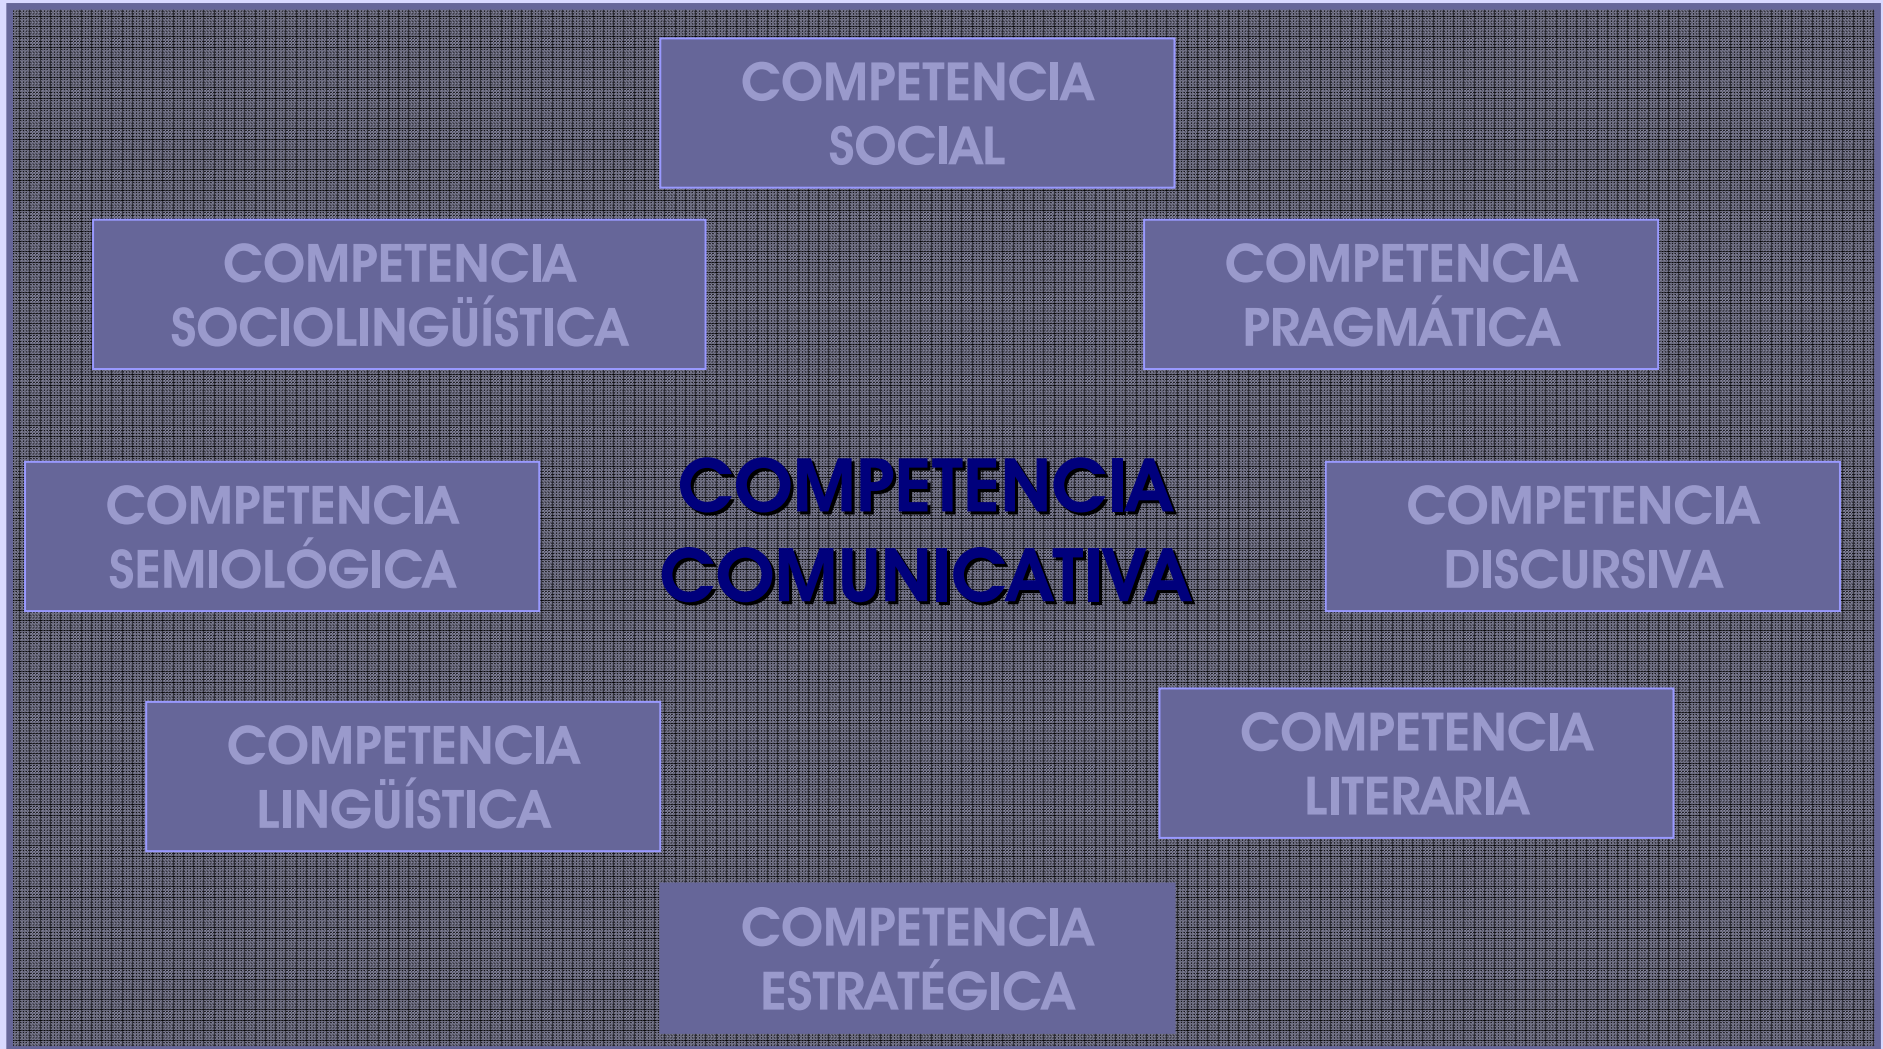 COMPETENCIA
SOCIAL
COMPETENCIA
SOCIOLINGÜÍSTICA
COMPETENCIA
PRAGMÁTICA
COMPETENCIA
SEMIOLÓGICA
COMPETENCIA
COMUNICATIVA
COMPETENCIA
DISCURSIVA
COMPETENCIA
LINGÜÍSTICA
COMPETENCIA
LITERARIA
COMPETENCIA
ESTRATÉGICA